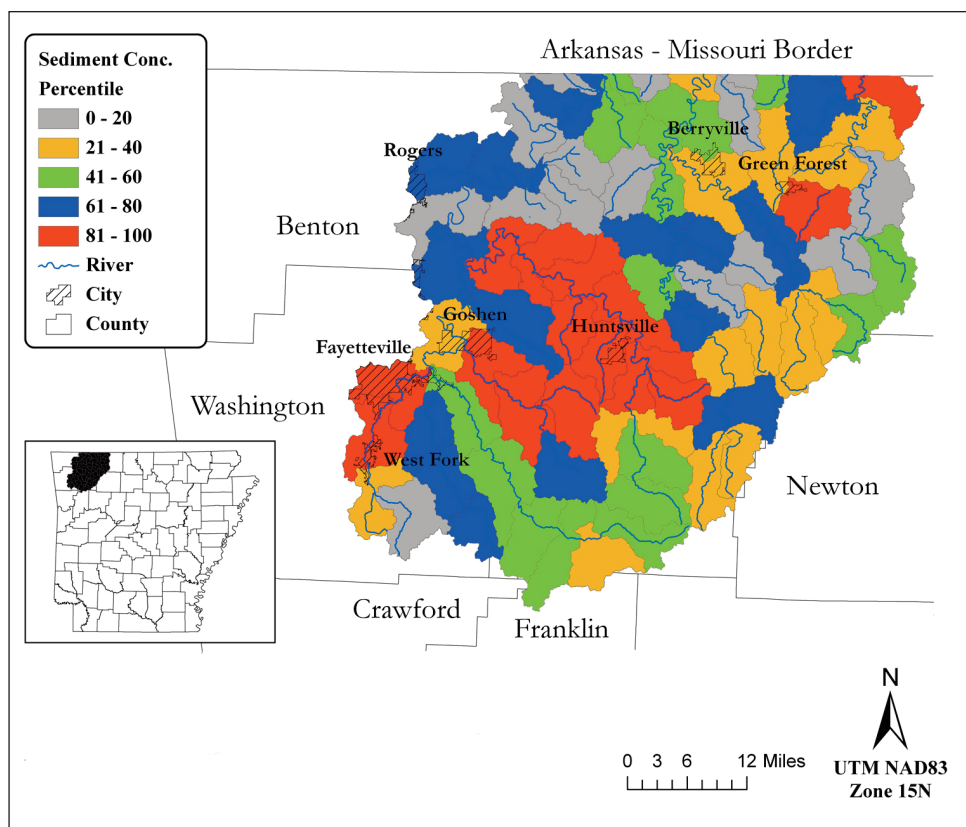 Arkansas - Missouri Border
Sediment Conc.
Percentile
0 - 20
21 - 40
41 - 60
61 - 80
81 - 100
River
City
County
Berryville
Rogers
Green Forest
Benton
Goshen
Huntsville
Fayetteville
Washington
West Fork
Newton
Crawford
Franklin
N
0 3 6 12 Miles
UTM NAD83
Zone 15N